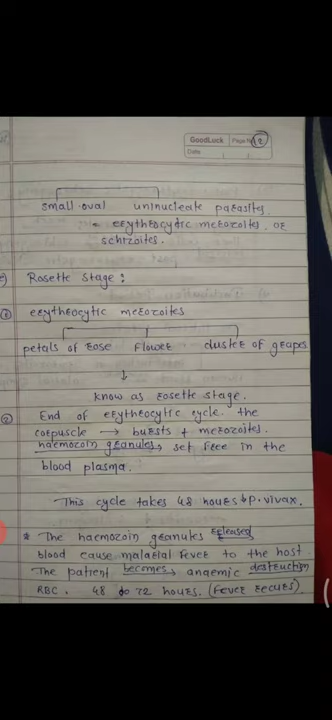 GoodLuck Page No. 12
Date
small oval uninucleate parasites.
= erythrocytic merozoites. or
schizoites.
c) Rosette Stage :
① erythrocytic merozoites
petals of rose flower cluster of grapes
↓
know as rosette stage.
② End of erythrocytic cycle. the
corpuscle → bursts + merozoites.
haemocoin granules, set free in the
blood plasma.
This cycle takes 48 hours P. vivax.
* The haemozoin granules released
blood cause malarial fever to the host.
The patient becomes, anaemic destruction
RBC. 48 to 72 hours. (Fever recurs).